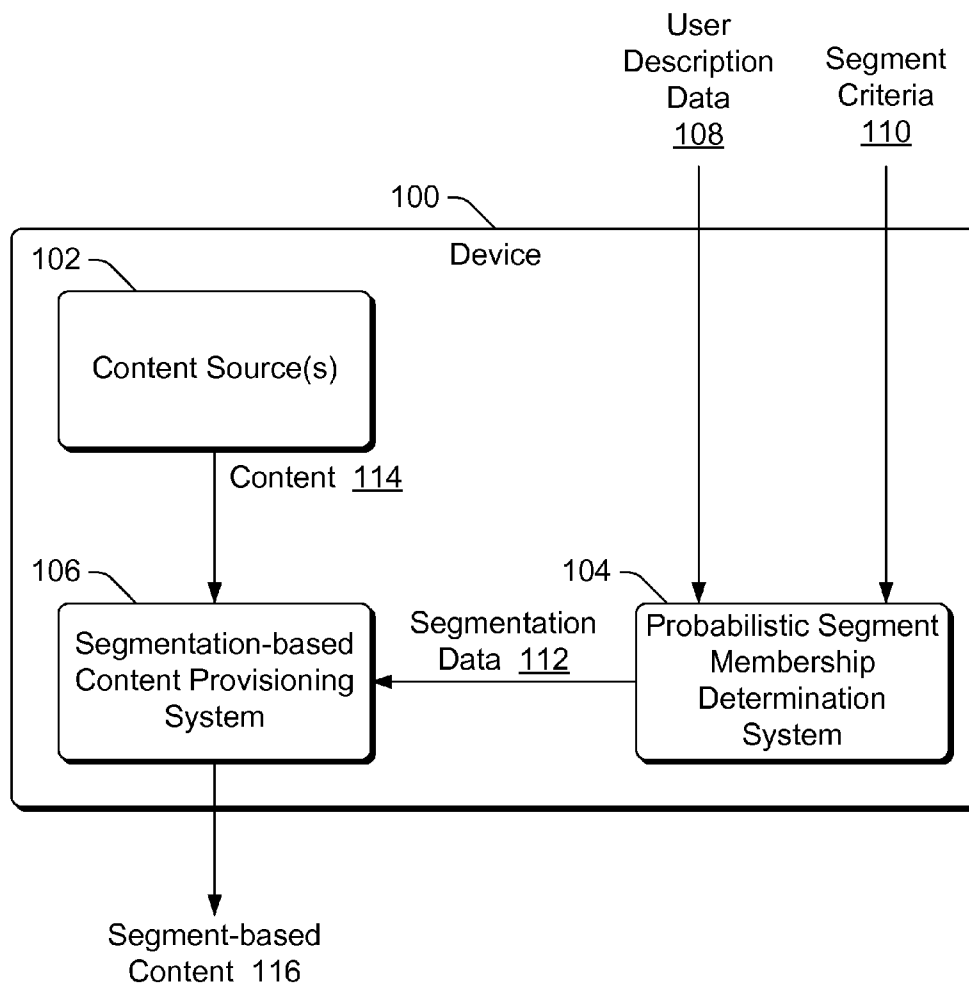 User
Description
Data
108
Segment
Criteria
110
100
Device
102
Content Source(s)
Content 114
106
Segmentation-based
Content Provisioning
System
Segmentation
Data 112
104
Probabilistic Segment
Membership
Determination
System
Segment-based
Content 116